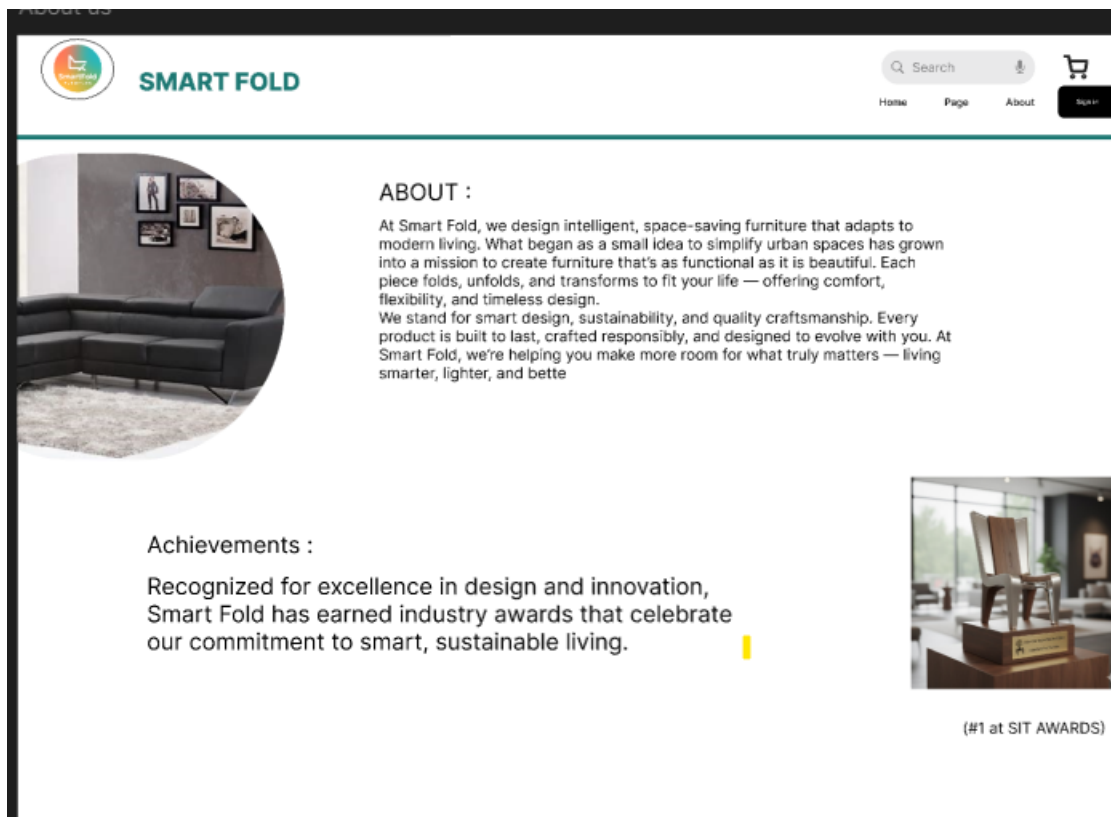 About us
SmartFold
SMART FOLD
Search
Home Page About Sign in
ABOUT :
At Smart Fold, we design intelligent, space-saving furniture that adapts to
modern living. What began as a small idea to simplify urban spaces has grown
into a mission to create furniture that's as functional as it is beautiful. Each
piece folds, unfolds, and transforms to fit your life — offering comfort,
flexibility, and timeless design.
We stand for smart design, sustainability, and quality craftsmanship. Every
product is built to last, crafted responsibly, and designed to evolve with you. At
Smart Fold, we're helping you make more room for what truly matters — living
smarter, lighter, and bette
Achievements :
Recognized for excellence in design and innovation,
Smart Fold has earned industry awards that celebrate
our commitment to smart, sustainable living.
(#1 at SIT AWARDS)